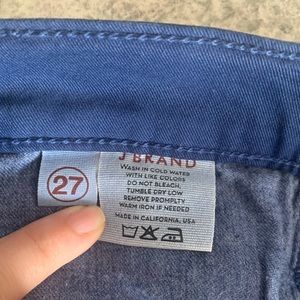 27
J BRAND
WASH IN COLD WATER
WITH LIKE COLORS
DO NOT BLEACH,
TUMBLE DRY LOW
REMOVE PROMPTLY
WARM IRON IF NEEDED
MADE IN CALIFORNIA, USA